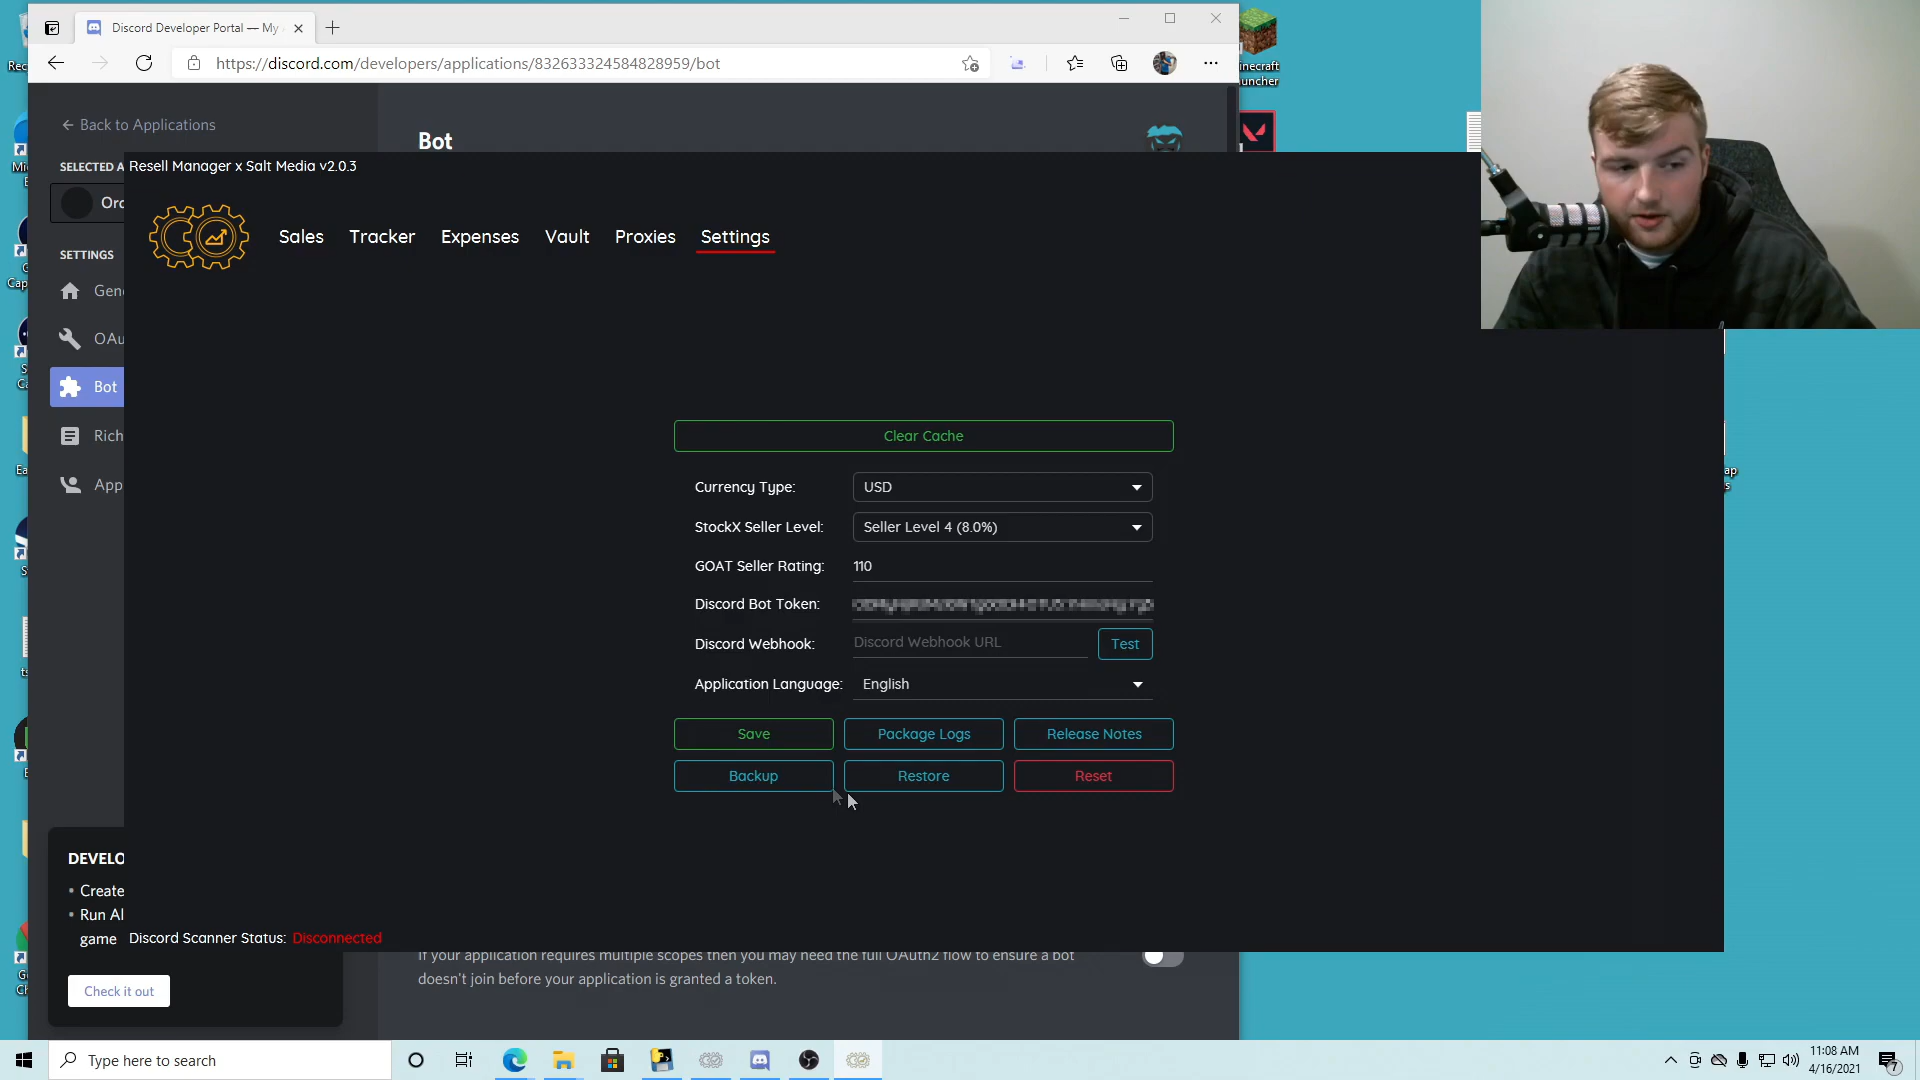 Discord Developer Portal — My
https://discord.com/developers/applications/832633324584828959/bot
Back to Applications
Bot
SELECTED A
Resell Manager x Salt Media v2.0.3
Sales Tracker Expenses Vault Proxies Settings
SETTINGS
Gen
OAu
Bot
Rich
App
Clear Cache
Currency Type: USD
StockX Seller Level: Seller Level 4 (8.0%)
GOAT Seller Rating: 110
Discord Bot Token:
Discord Webhook: Discord Webhook URL Test
Application Language: English
Save Package Logs Release Notes
Backup Restore Reset
DEVELO
• Create
• Run Al
game
Discord Scanner Status: Disconnected
If your application requires multiple scopes then you may need the full OAuth2 flow to ensure a bot
doesn't join before your application is granted a token.
Check it out
Type here to search
11:08 AM
4/16/2021
7